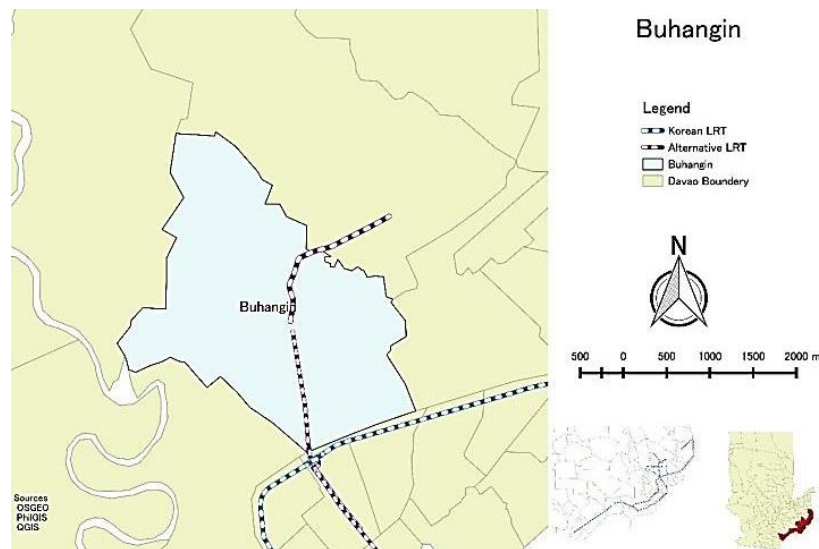 Buhangin
Legend
Korean LRT
Alternative LRT
Buhangin
Davao Boundary
N
500 0 500 1000 1500 2000 m
Buhangin
Sources
OSGEO
PhilGIS
QGIS